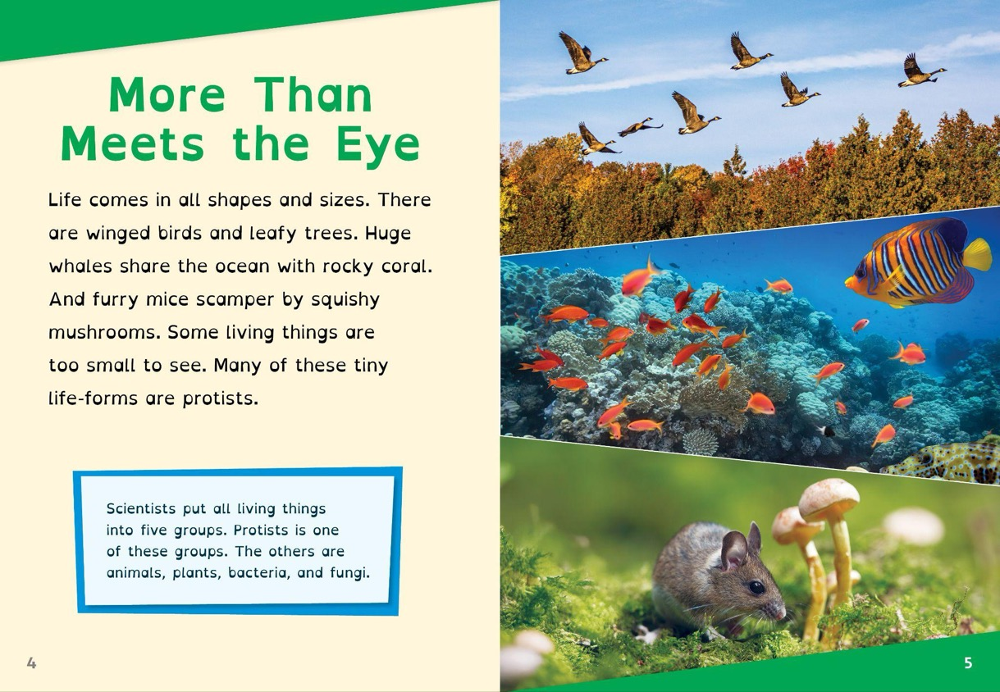 More Than
Meets the Eye
Life comes in all shapes and sizes. There
are winged birds and leafy trees. Huge
whales share the ocean with rocky coral.
And furry mice scamper by squishy
mushrooms. Some living things are
too small to see. Many of these tiny
life-forms are protists.
Scientists put all living things
into five groups. Protists is one
of these groups. The others are
animals, plants, bacteria, and fungi.
4
5